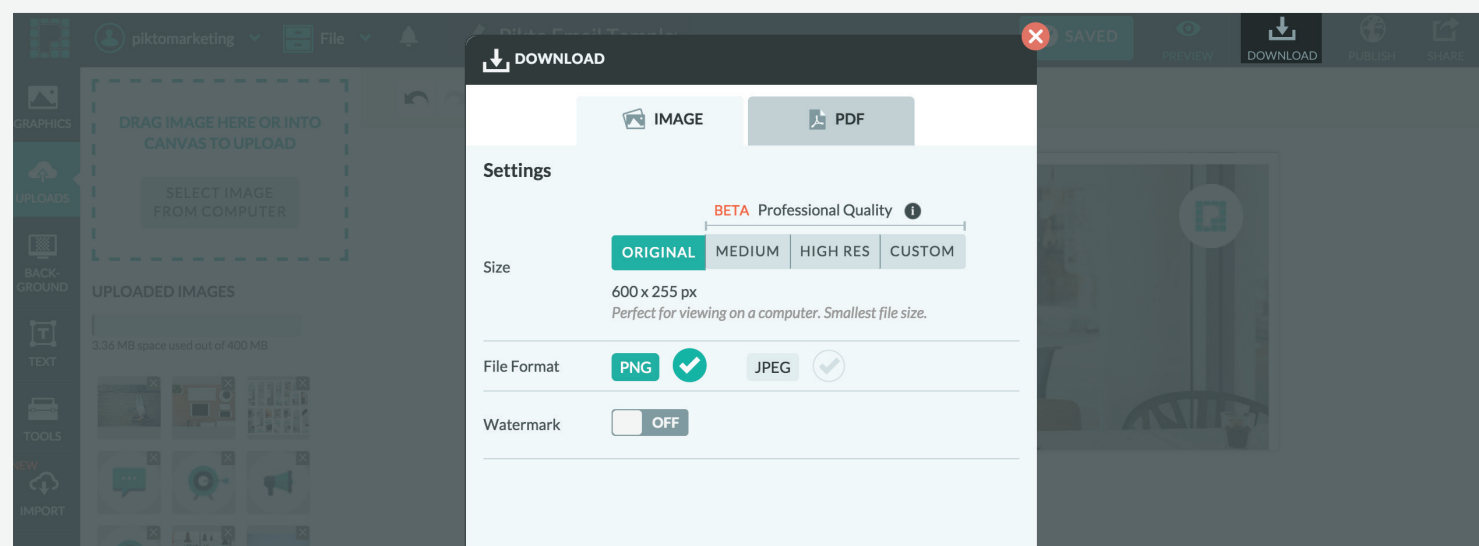 piktomarketing
File
SAVED
PREVIEW
DOWNLOAD
PUBLISH
SHARE
DOWNLOAD
GRAPHICS
UPLOADS
BACK-
GROUND
TEXT
TOOLS
NEW
IMPORT
DRAG IMAGE HERE OR INTO
CANVAS TO UPLOAD
SELECT IMAGE
FROM COMPUTER
UPLOADED IMAGES
3.36 MB space used out of 400 MB
IMAGE
PDF
Settings
BETA Professional Quality
Size
ORIGINAL MEDIUM HIGH RES CUSTOM
600 x 255 px
Perfect for viewing on a computer. Smallest file size.
File Format PNG JPEG
Watermark OFF